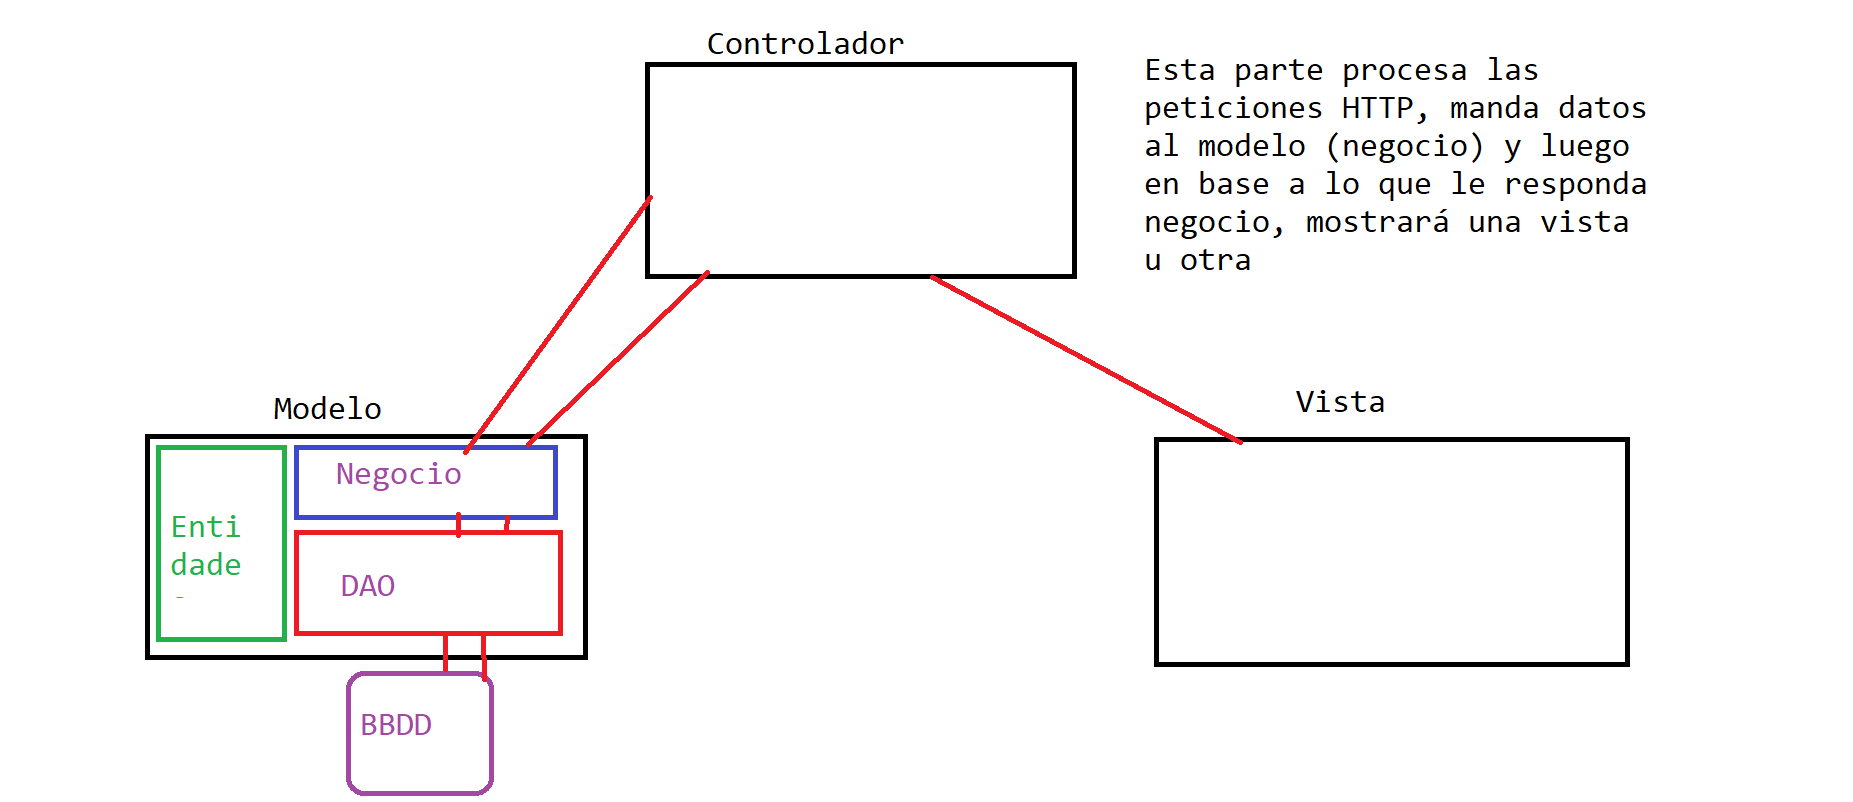 Controlador
Esta parte procesa las
peticiones HTTP, manda datos
al modelo (negocio) y luego
en base a lo que le responda
negocio, mostrará una vista
u otra
Modelo
Vista
Negocio
Enti
dade
DAO
BBDD